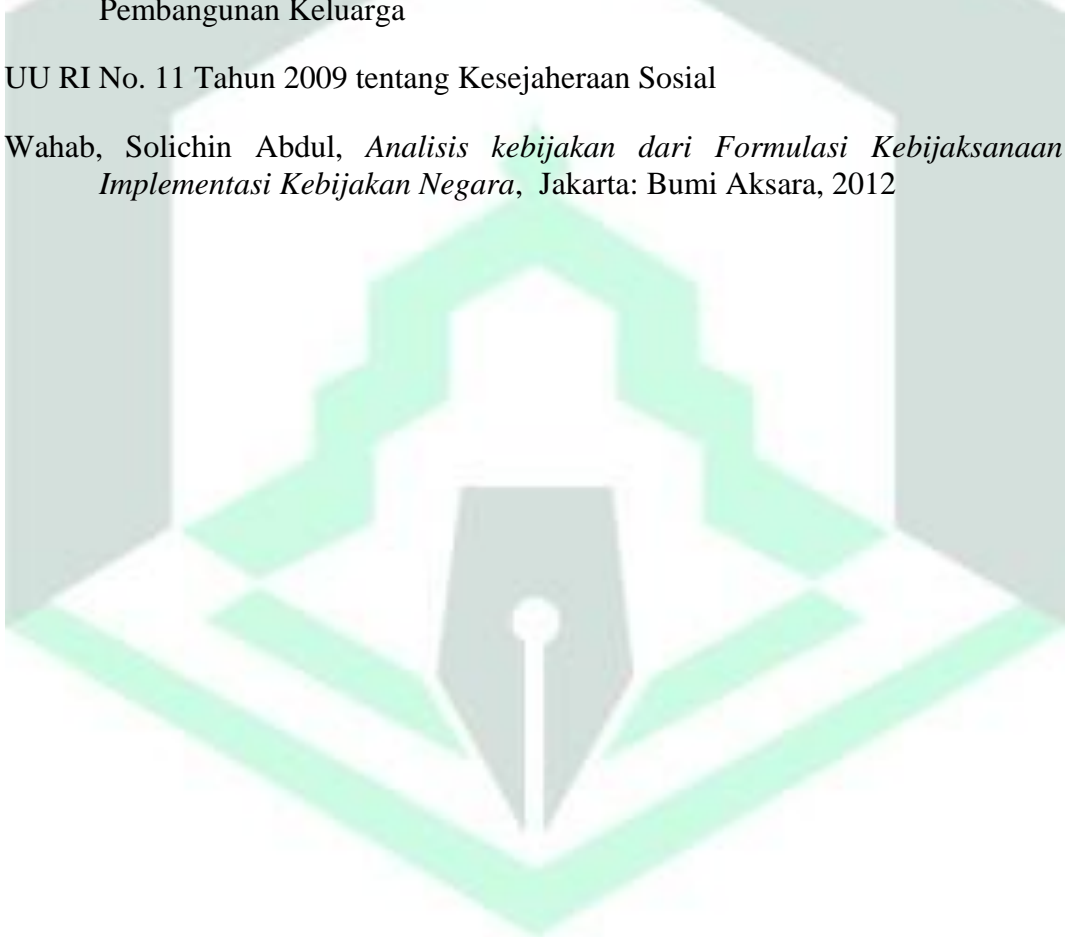 Pembangunan Keluarga
UU RI No. 11 Tahun 2009 tentang Kesejaheraan Sosial
Wahab, Solichin Abdul, Analisis kebijakan dari Formulasi Kebijaksanaan
Implementasi Kebijakan Negara, Jakarta: Bumi Aksara, 2012